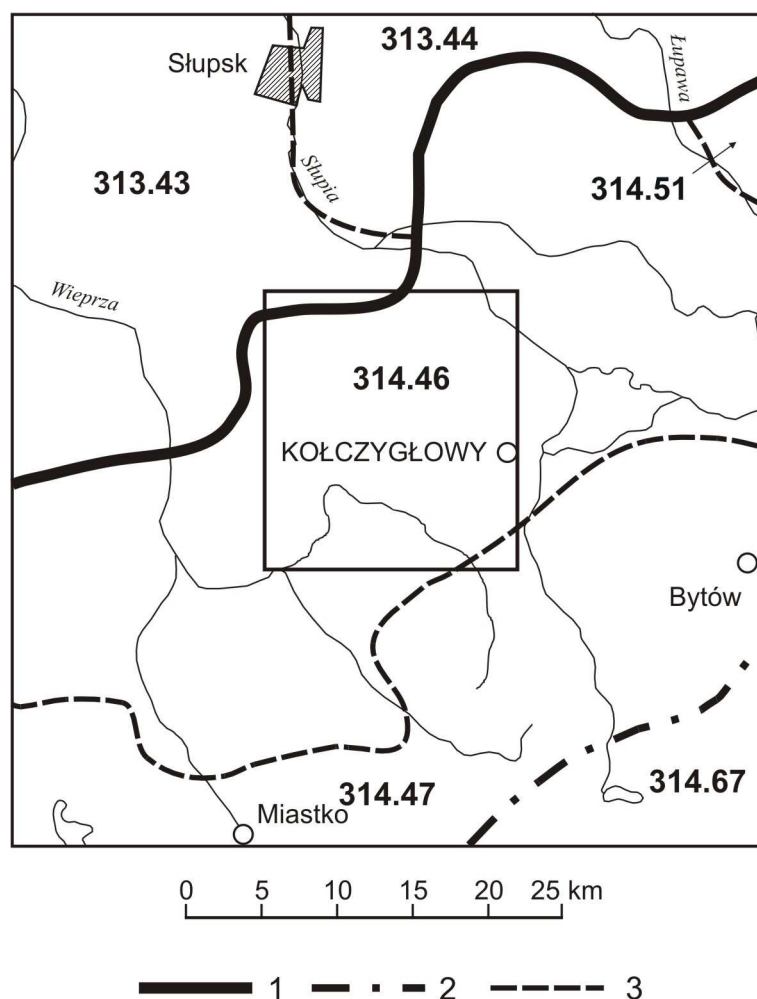 313.44
Słupsk
Łupawa
313.43
Słupia
314.51
Wieprza
314.46
KOŁCZYGŁOWY
Bytów
314.47
314.67
Miastko
0 5 10 15 20 25 km
1 2 3